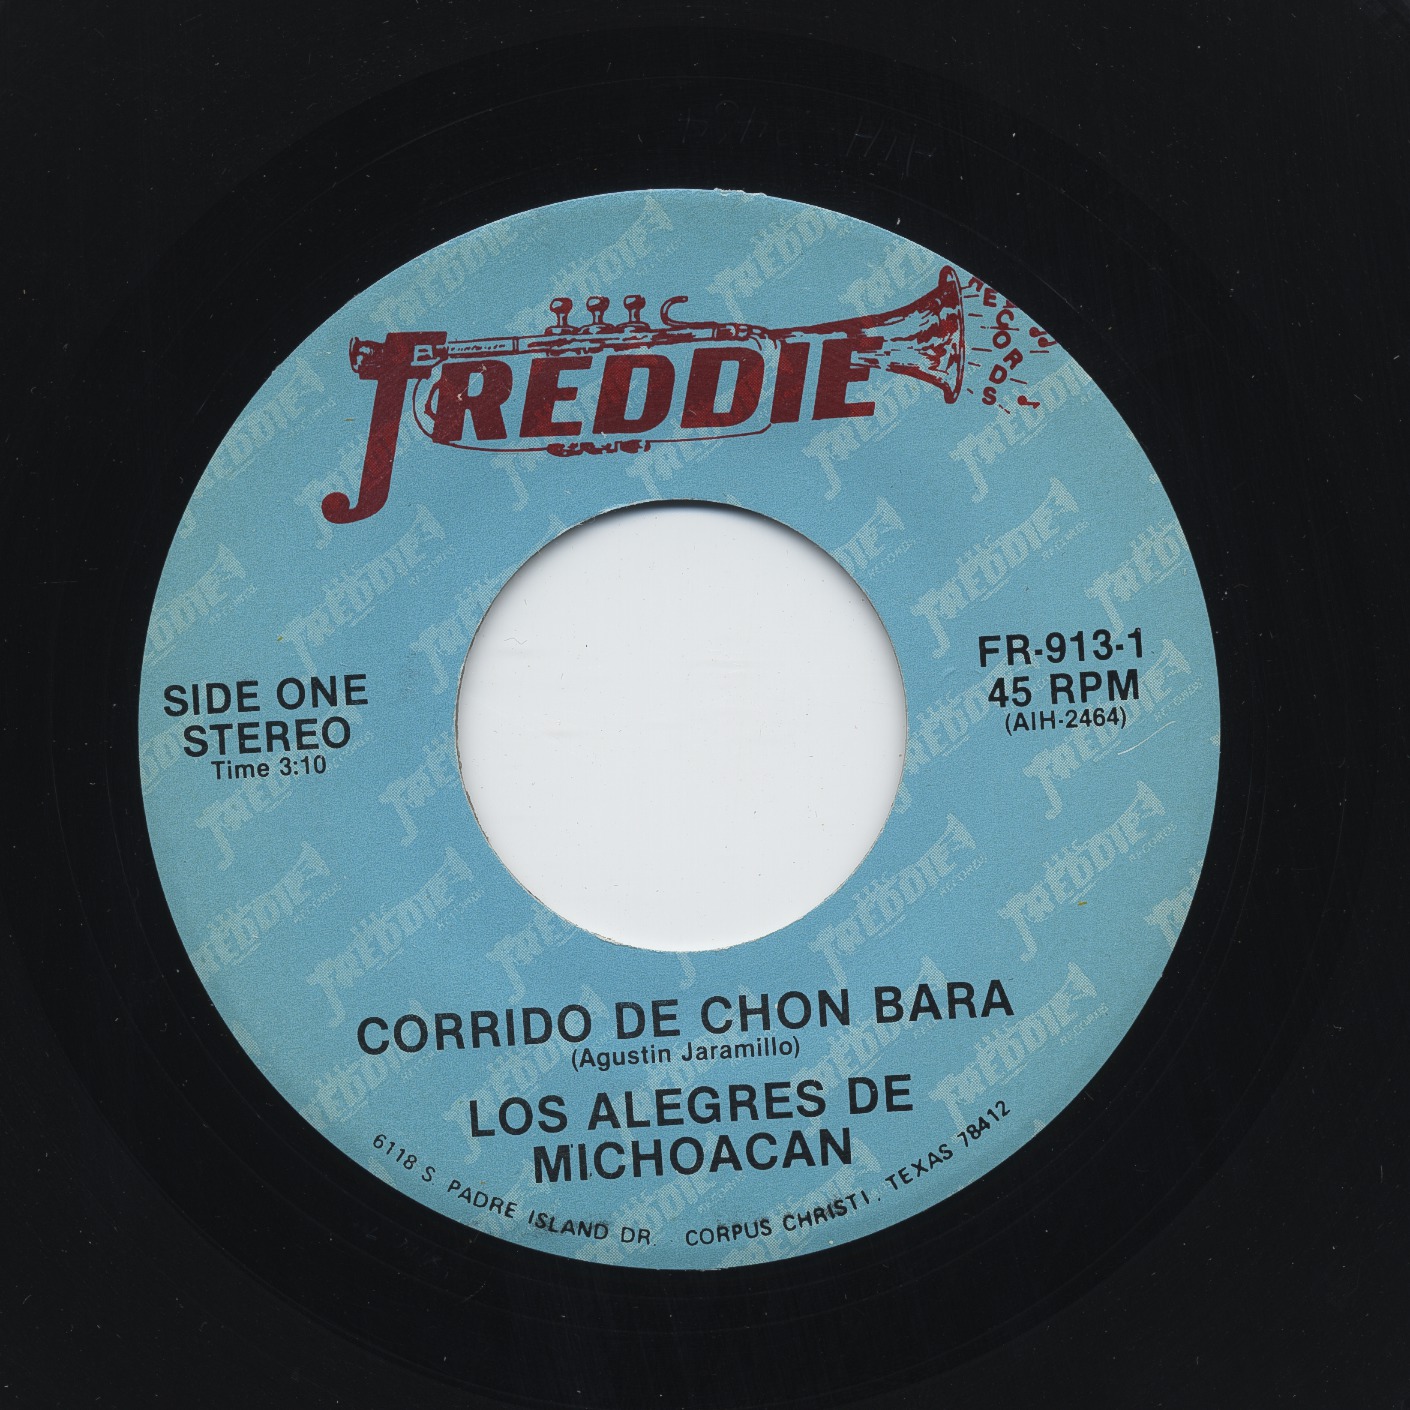 FREDDIE
RECORDS
SIDE ONE
STEREO
Time 3:10
FR-913-1
45 RPM
(AIH-2464)
CORRIDO DE CHON BARA
(Agustin Jaramillo)
LOS ALEGRES DE
MICHOACAN
6118 S. PADRE ISLAND DR. CORPUS CHRISTI, TEXAS 78412